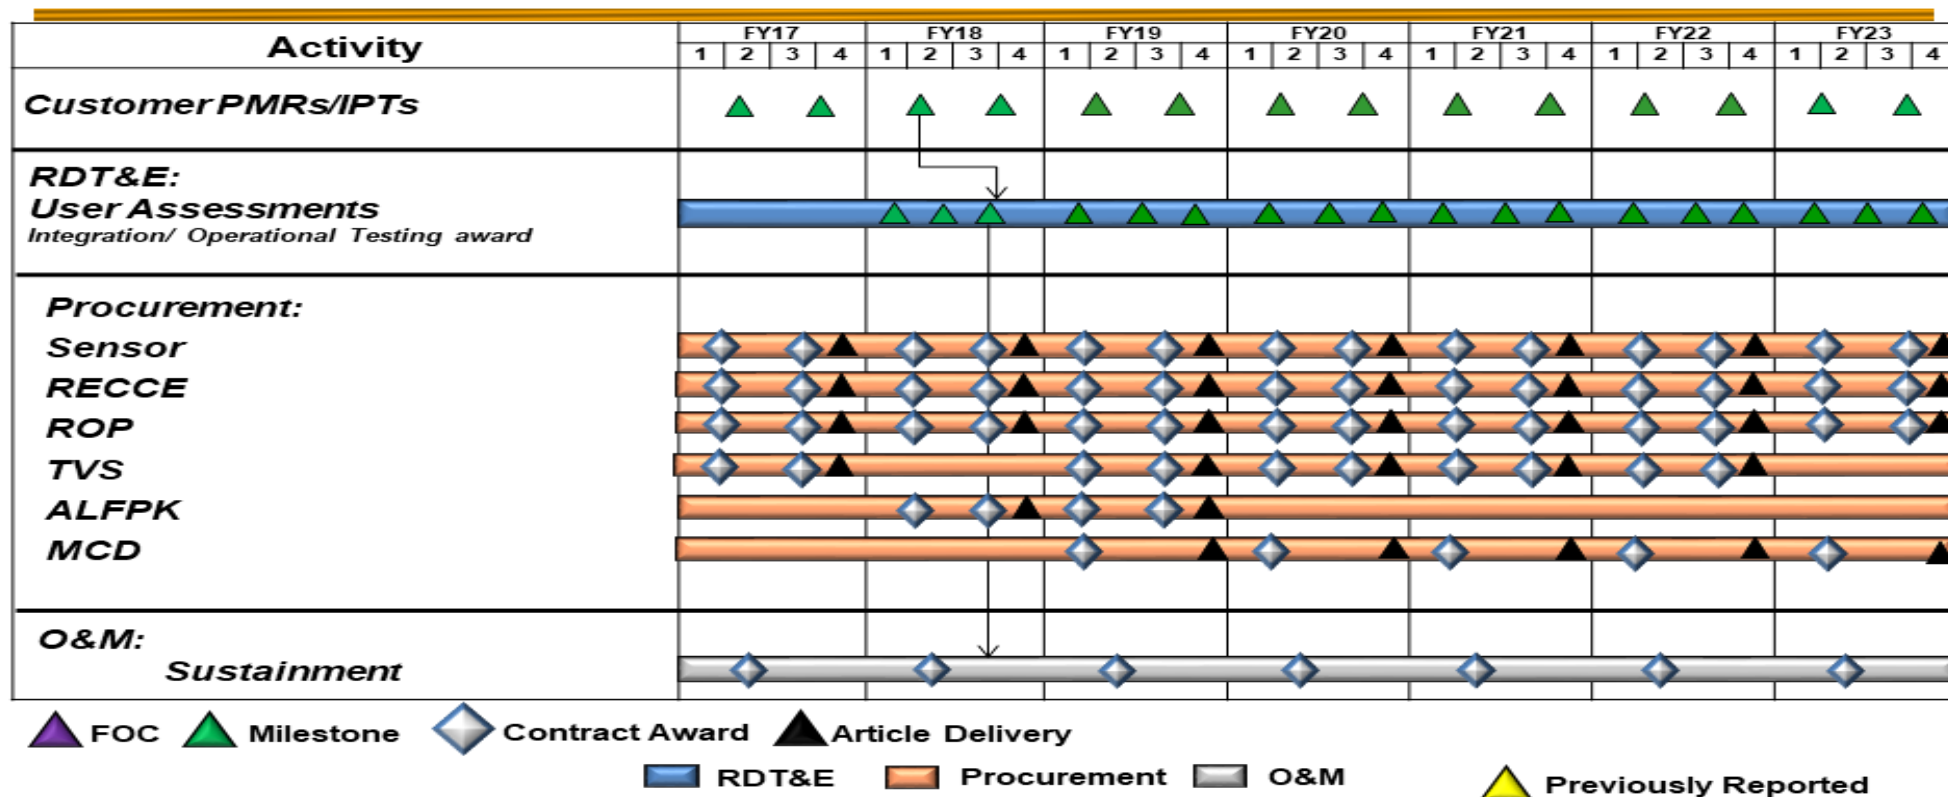 Activity FY17 FY18 FY19 FY20 FY21 FY22 FY23
1 2 3 4 1 2 3 4 1 2 3 4 1 2 3 4 1 2 3 4 1 2 3 4 1 2 3 4
Customer PMRs/IPTs
RDT&E:
User Assessments
Integration/ Operational Testing award
Procurement:
Sensor
RECCE
ROP
TVS
ALFPK
MCD
O&M:
Sustainment
FOC Milestone Contract Award Article Delivery
RDT&E Procurement O&M Previously Reported